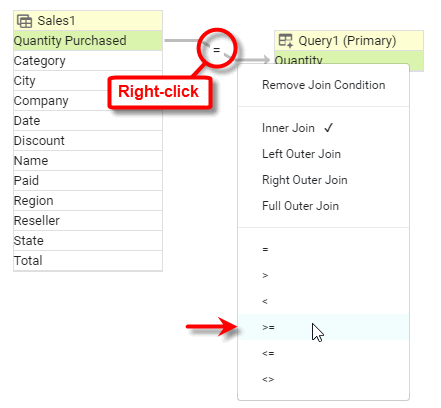 Sales1
Quantity Purchased
Category
City
Company
Date
Discount
Name
Paid
Region
Reseller
State
Total
=
Right-click
Query1 (Primary)
Quantity
Remove Join Condition
Inner Join ✓
Left Outer Join
Right Outer Join
Full Outer Join
=
>
<
>=
<=
<>